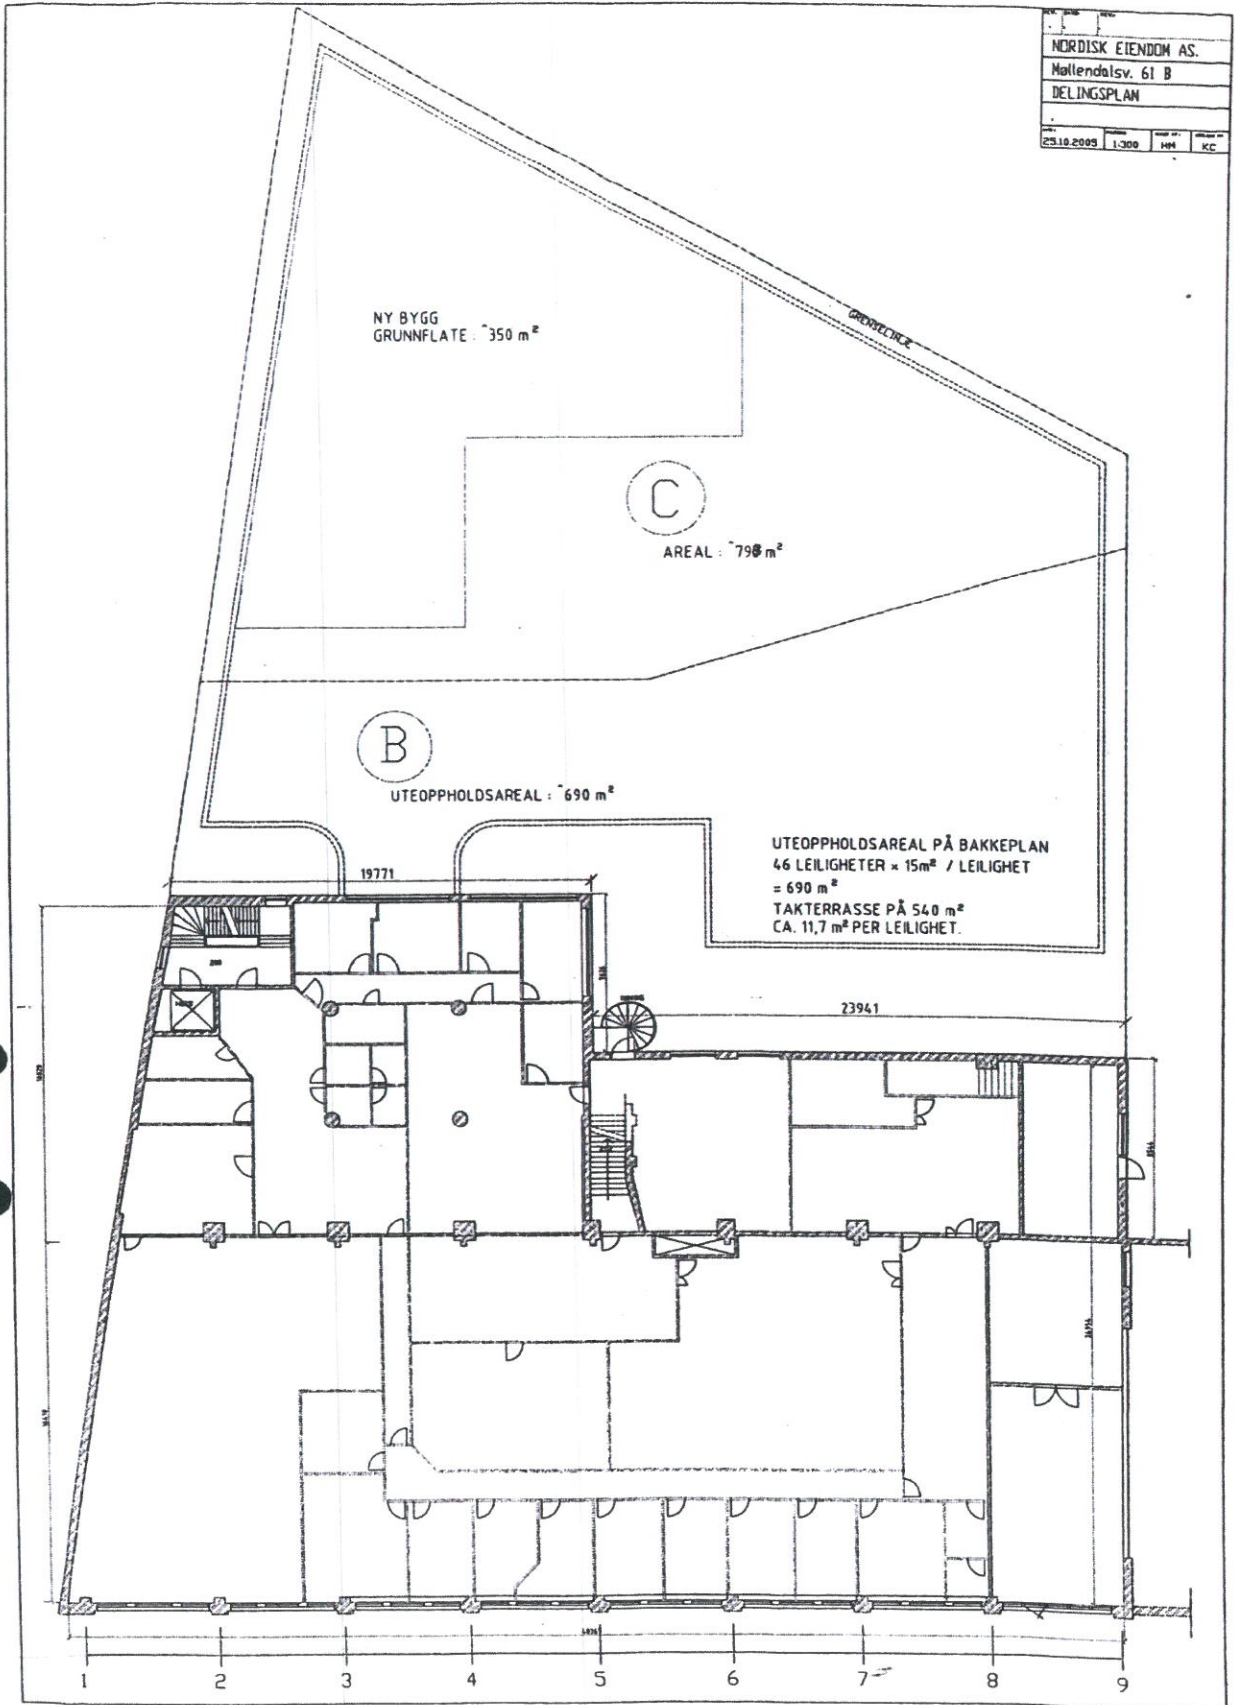 NORDISK EIENDOM AS.
Møllendalsv. 61 B
DELINGSPLAN
25.10.2005 1:300 HM KC
NY BYGG
GRUNNFLATE : ~350 m²
GRENSELINJE
C
AREAL : ~798 m²
B
UTEOPPHOLDSAREAL : ~690 m²
UTEOPPHOLDSAREAL PÅ BAKKEPLAN
46 LEILIGHETER × 15m² / LEILIGHET
= 690 m²
TAKTERRASSE PÅ 540 m²
CA. 11,7 m² PER LEILIGHET.
19771
23941
1 2 3 4 5 6 7 8 9